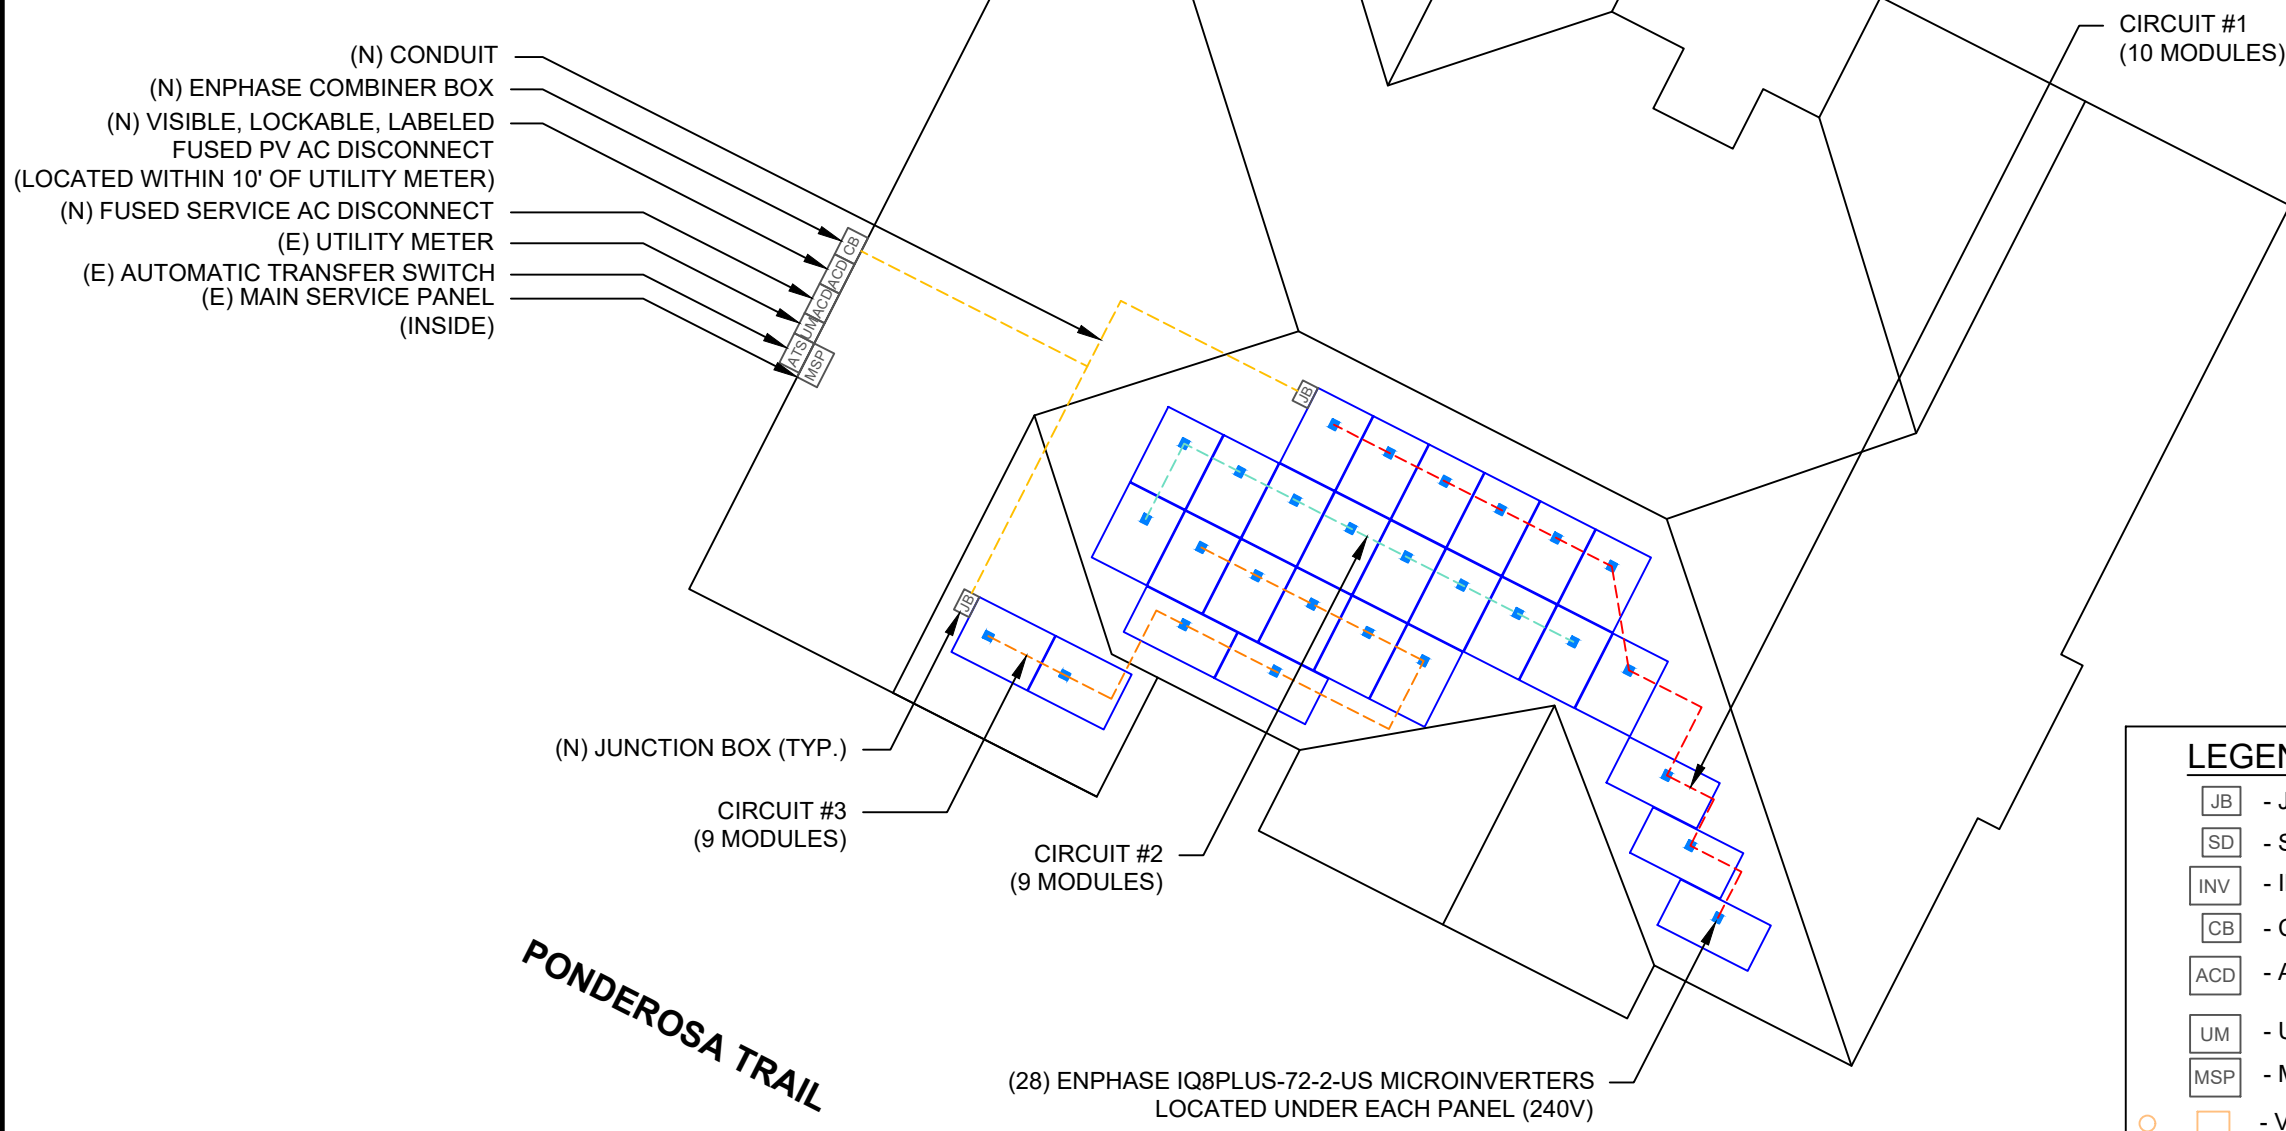 (N) CONDUIT
(N) ENPHASE COMBINER BOX
(N) VISIBLE, LOCKABLE, LABELED
FUSED PV AC DISCONNECT
(LOCATED WITHIN 10' OF UTILITY METER)
(N) FUSED SERVICE AC DISCONNECT
(E) UTILITY METER
(E) AUTOMATIC TRANSFER SWITCH
(E) MAIN SERVICE PANEL
(INSIDE)
CIRCUIT #1
(10 MODULES)
CB
ACD
ACD
UM
ATS
MSP
JB
JB
(N) JUNCTION BOX (TYP.)
CIRCUIT #3
(9 MODULES)
CIRCUIT #2
(9 MODULES)
PONDEROSA TRAIL
(28) ENPHASE IQ8PLUS-72-2-US MICROINVERTERS
LOCATED UNDER EACH PANEL (240V)
LEGEN
JB - J
SD - S
INV - I
CB - C
ACD - A
UM - U
MSP - M
- V